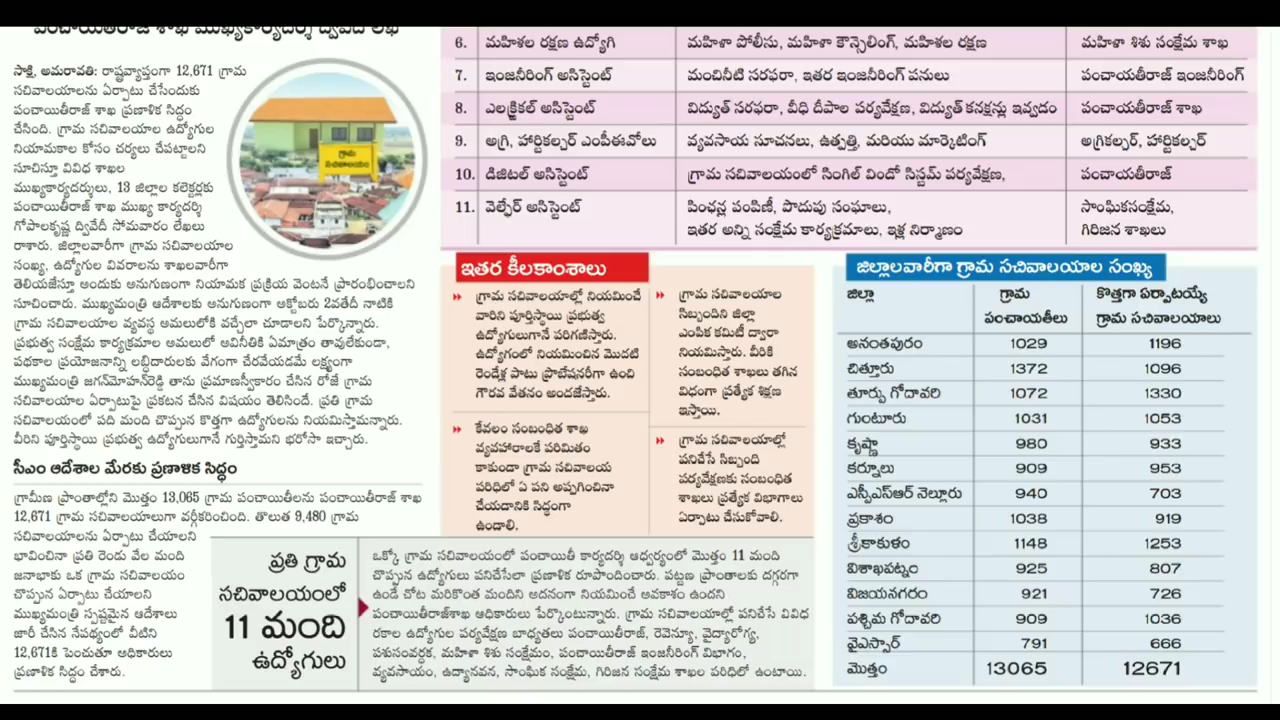 పంచాయతీరాజ్ శాఖ ముఖ్యకార్యదర్శి ద్వివేది లేఖ
సాక్షి, అమరావతి: రాష్ట్రవ్యాప్తంగా 12,671 గ్రామ
సచివాలయాలను ఏర్పాటు చేసేందుకు
పంచాయితీరాజ్ శాఖ ప్రణాళిక సిద్ధం
చేసింది. గ్రామ సచివాలయాల ఉద్యోగుల
నియామకాల కోసం చర్యలు చేపట్టాలని
సూచిస్తూ వివిధ శాఖల
ముఖ్యకార్యదర్శులు, 13 జిల్లాల కలెక్టర్లకు
పంచాయితీరాజ్ శాఖ ముఖ్య కార్యదర్శి
గోపాలకృష్ణ ద్వివేదీ సోమవారం లేఖలు
రాశారు. జిల్లాలవారీగా గ్రామ సచివాలయాల
సంఖ్య, ఉద్యోగుల వివరాలను శాఖలవారీగా
తెలియజేస్తూ అందుకు అనుగుణంగా నియామక ప్రక్రియ వెంటనే ప్రారంభించాలని
సూచించారు. ముఖ్యమంత్రి ఆదేశాలకు అనుగుణంగా అక్టోబరు 2వతేదీ నాటికి
గ్రామ సచివాలయాల వ్యవస్థ అమలులోకి వచ్చేలా చూడాలని పేర్కొన్నారు.
ప్రభుత్వ సంక్షేమ కార్యక్రమాల అమలులో అవినీతికి ఏమాత్రం తావులేకుండా,
పథకాల ప్రయోజనాన్ని లబ్ధిదారులకు వేగంగా చేరవేయడమే లక్ష్యంగా
ముఖ్యమంత్రి జగన్‌మోహన్‌రెడ్డి తాను ప్రమాణస్వీకారం చేసిన రోజే గ్రామ
సచివాలయాల ఏర్పాటుపై ప్రకటన చేసిన విషయం తెలిసిందే. ప్రతి గ్రామ
సచివాలయంలో పది మంది చొప్పున కొత్తగా ఉద్యోగులను నియమిస్తామన్నారు.
వీరిని పూర్తిస్థాయి ప్రభుత్వ ఉద్యోగులుగానే గుర్తిస్తామని భరోసా ఇచ్చారు.
సీఎం ఆదేశాల మేరకు ప్రణాళిక సిద్ధం
గ్రామీణ ప్రాంతాల్లోని మొత్తం 13,065 గ్రామ పంచాయితీలను పంచాయితీరాజ్ శాఖ
12,671 గ్రామ సచివాలయాలుగా వర్గీకరించింది. తొలుత 9,480 గ్రామ
సచివాలయాలను ఏర్పాటు చేయాలని
భావించినా ప్రతి రెండు వేల మంది
జనాభాకు ఒక గ్రామ సచివాలయం
చొప్పున ఏర్పాటు చేయాలని
ముఖ్యమంత్రి స్పష్టమైన ఆదేశాలు
జారీ చేసిన నేపథ్యంలో వీటిని
12,671కి పెంచుతూ అధికారులు
ప్రణాళిక సిద్ధం చేశారు.
గ్రామ
సచివాలయం
6. మహిళల రక్షణ ఉద్యోగి మహిళా పోలీసు, మహిళా కౌన్సెలింగ్, మహిళల రక్షణ మహిళా శిశు సంక్షేమ శాఖ
7. ఇంజనీరింగ్ అసిస్టెంట్ మంచినీటి సరఫరా, ఇతర ఇంజనీరింగ్ పనులు పంచాయతీరాజ్ ఇంజనీరింగ్
8. ఎలక్ట్రికల్ అసిస్టెంట్ విద్యుత్ సరఫరా, వీధి దీపాల పర్యవేక్షణ, విద్యుత్ కనక్షన్లు ఇవ్వడం పంచాయతీరాజ్ శాఖ
9. అగ్రి, హార్టికల్చర్ ఎంపీఈవోలు వ్యవసాయ సూచనలు, ఉత్పత్తి, మరియు మార్కెటింగ్ అగ్రికల్చర్, హార్టికల్చర్
10. డిజిటల్ అసిస్టెంట్ గ్రామ సచివాలయంలో సింగిల్ విండో సిస్టమ్ పర్యవేక్షణ, పంచాయతీరాజ్
11. వెల్ఫేర్ అసిస్టెంట్ పింఛన్ల పంపిణీ, పొదుపు సంఘాలు, సాంఘికసంక్షేమ,
ఇతర అన్ని సంక్షేమ కార్యక్రమాలు, ఇళ్ల నిర్మాణం గిరిజన శాఖలు
ఇతర కీలకాంశాలు
గ్రామ సచివాలయాల్లో నియమించే
వారిని పూర్తిస్థాయి ప్రభుత్వ
ఉద్యోగులుగానే పరిగణిస్తారు.
ఉద్యోగంలో నియమించిన మొదటి
రెండేళ్ల పాటు ప్రొబేషనరీగా ఉంచి
గౌరవ వేతనం అందజేస్తారు.
కేవలం సంబంధిత శాఖ
వ్యవహారాలకే పరిమితం
కాకుండా గ్రామ సచివాలయ
పరిధిలో ఏ పని అప్పగించినా
చేయడానికి సిద్ధంగా
ఉండాలి.
గ్రామ సచివాలయాల
సిబ్బందిని జిల్లా
ఎంపిక కమిటీ ద్వారా
నియమిస్తారు. వీరికి
సంబంధిత శాఖలు తగిన
విధంగా ప్రత్యేక శిక్షణ
ఇస్తాయి.
గ్రామ సచివాలయాల్లో
పనిచేసే సిబ్బంది
పర్యవేక్షణకు సంబంధిత
శాఖలు ప్రత్యేక విభాగాలు
ఏర్పాటు చేసుకోవాలి.
జిల్లాలవారీగా గ్రామ సచివాలయాల సంఖ్య
జిల్లా గ్రామ కొత్తగా ఏర్పాటయ్యే
పంచాయతీలు గ్రామ సచివాలయాలు
అనంతపురం 1029 1196
చిత్తూరు 1372 1096
తూర్పు గోదావరి 1072 1330
గుంటూరు 1031 1053
కృష్ణా 980 933
కర్నూలు 909 953
ఎస్పీఎస్ఆర్ నెల్లూరు 940 703
ప్రకాశం 1038 919
శ్రీకాకుళం 1148 1253
విశాఖపట్నం 925 807
విజయనగరం 921 726
పశ్చిమ గోదావరి 909 1036
వైఎస్సార్ 791 666
మొత్తం 13065 12671
ప్రతి గ్రామ
సచివాలయంలో
11 మంది
ఉద్యోగులు
ఒక్కో గ్రామ సచివాలయంలో పంచాయితీ కార్యదర్శి ఆధ్వర్యంలో మొత్తం 11 మంది
చొప్పున ఉద్యోగులు పనిచేసేలా ప్రణాళిక రూపొందించారు. పట్టణ ప్రాంతాలకు దగ్గరగా
ఉండే చోట మరికొంత మందిని అదనంగా నియమించే అవకాశం ఉందని
పంచాయితీరాజ్‌శాఖ అధికారులు పేర్కొంటున్నారు. గ్రామ సచివాలయాల్లో పనిచేసే వివిధ
రకాల ఉద్యోగుల పర్యవేక్షణ బాధ్యతలు పంచాయితీరాజ్, రెవెన్యూ, వైద్యారోగ్య,
పశుసంవర్ధక, మహిళా శిశు సంక్షేమం, పంచాయితీరాజ్ ఇంజనీరింగ్ విభాగం,
వ్యవసాయం, ఉద్యానవన, సాంఘిక సంక్షేమ, గిరిజన సంక్షేమ శాఖల పరిధిలో ఉంటాయి.